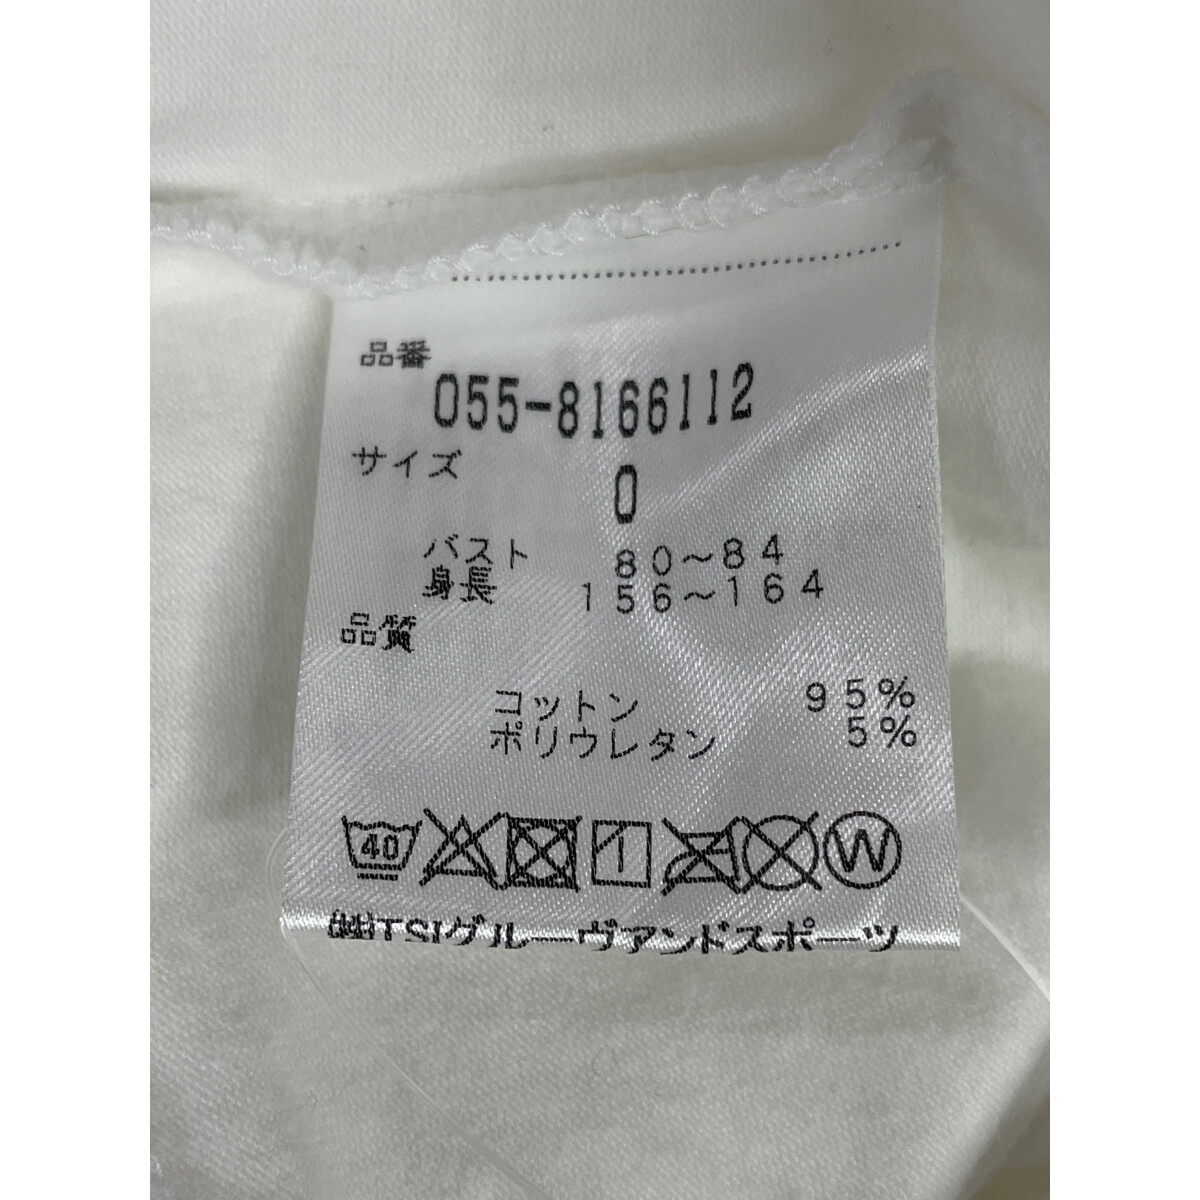 品番
055-8166112
サイズ
0
バスト 80～84
身長 156～164
品質
コットン 95%
ポリウレタン 5%
40 1 W
㈱TSIグルーヴアンドスポーツ